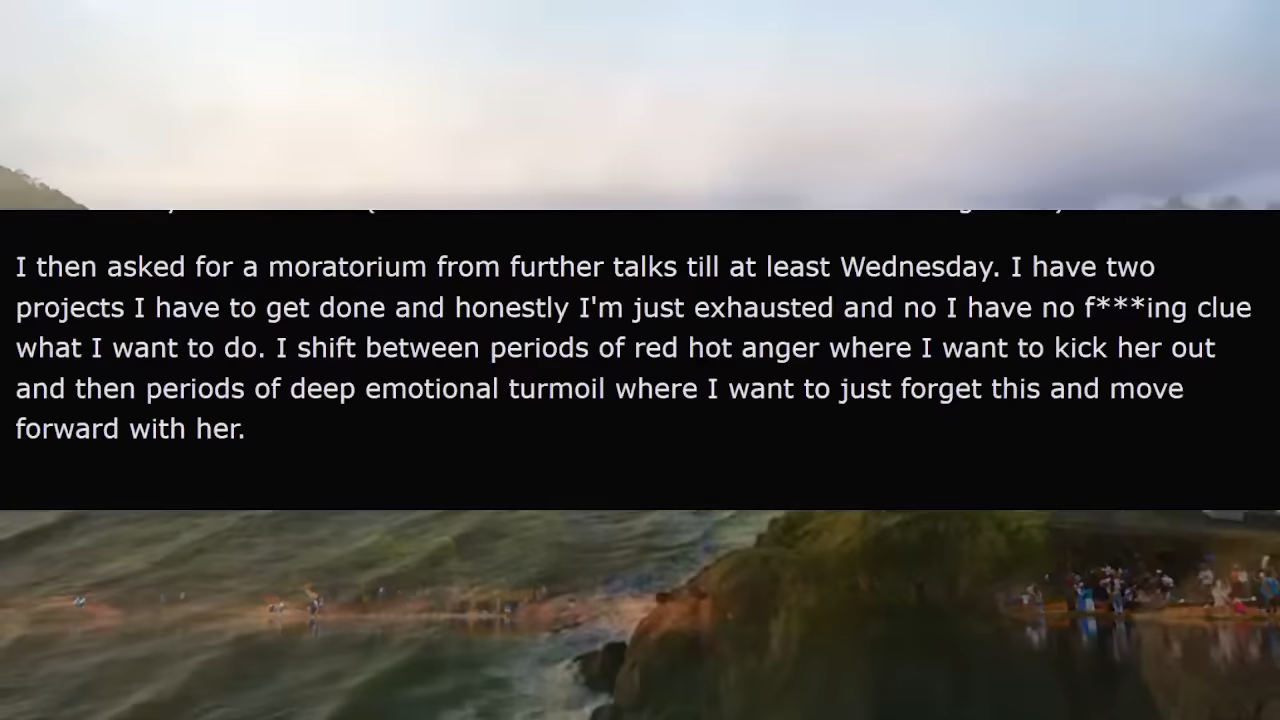 I then asked for a moratorium from further talks till at least Wednesday. I have two
projects I have to get done and honestly I'm just exhausted and no I have no f***ing clue
what I want to do. I shift between periods of red hot anger where I want to kick her out
and then periods of deep emotional turmoil where I want to just forget this and move
forward with her.